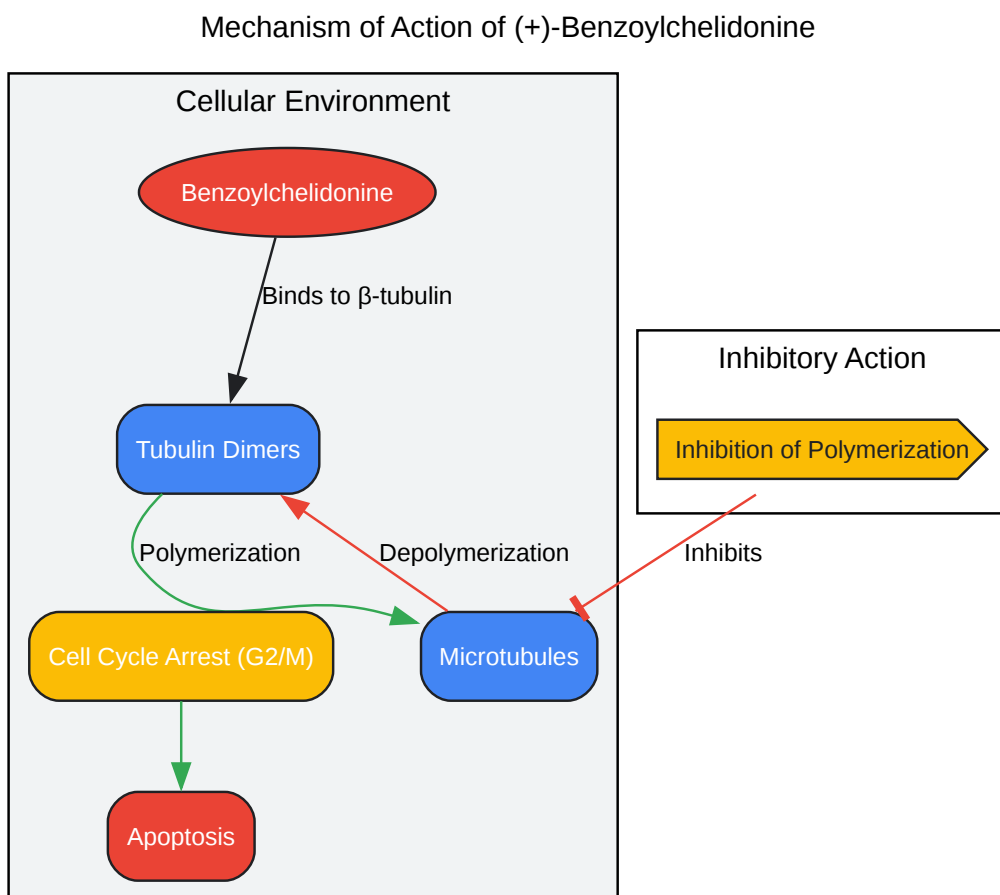 Mechanism of Action of (+)-Benzoylchelidonine
Cellular Environment
Benzoylchelidonine
Binds to β-tubulin
Inhibitory Action
Tubulin Dimers
Inhibition of Polymerization
Polymerization
Depolymerization
Inhibits
Cell Cycle Arrest (G2/M)
Microtubules
Apoptosis